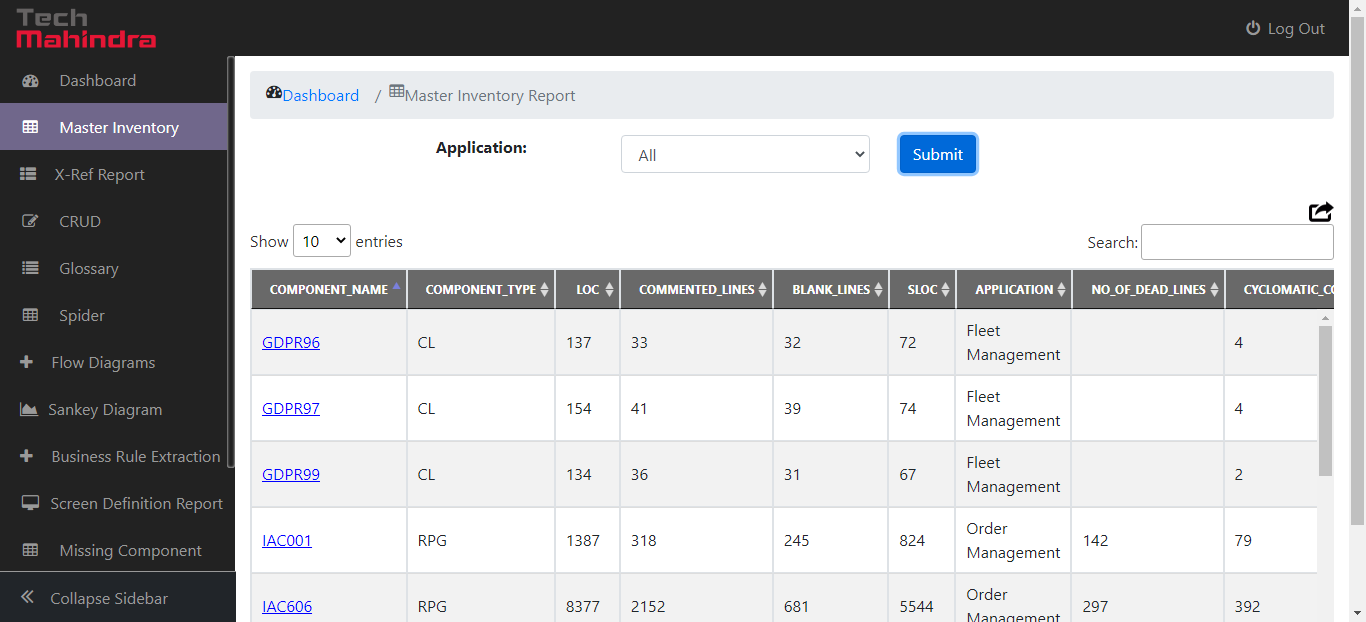 Tech
Mahindra
Log Out
Dashboard
Master Inventory
X-Ref Report
CRUD
Glossary
Spider
Flow Diagrams
Sankey Diagram
Business Rule Extraction
Screen Definition Report
Missing Component
Collapse Sidebar
Dashboard / Master Inventory Report
Application: All Submit
Show 10 entries Search:
COMPONENT_NAME COMPONENT_TYPE LOC COMMENTED_LINES BLANK_LINES SLOC APPLICATION NO_OF_DEAD_LINES CYCLOMATIC_CO
GDPR96 CL 137 33 32 72 Fleet Management 4
GDPR97 CL 154 41 39 74 Fleet Management 4
GDPR99 CL 134 36 31 67 Fleet Management 2
IAC001 RPG 1387 318 245 824 Order Management 142 79
IAC606 RPG 8377 2152 681 5544 Order Management 297 392